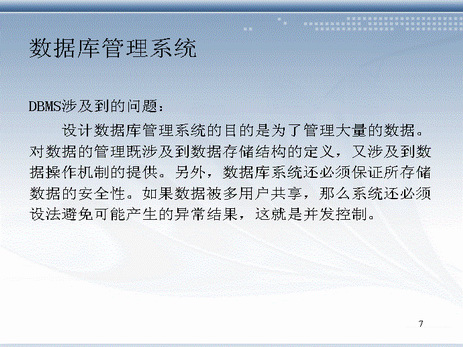 数据库管理系统
DBMS涉及到的问题：
设计数据库管理系统的目的是为了管理大量的数据。
对数据的管理既涉及到数据存储结构的定义，又涉及到数
据操作机制的提供。另外，数据库系统还必须保证所存储
数据的安全性。如果数据被多用户共享，那么系统还必须
设法避免可能产生的异常结果，这就是并发控制。
7